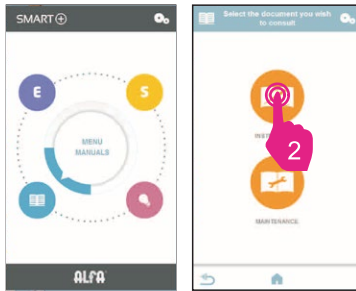 SMART+
E
S
MENU
MANUALS
ALFA
Select the document you wish
to consult
2
MAINTENANCE